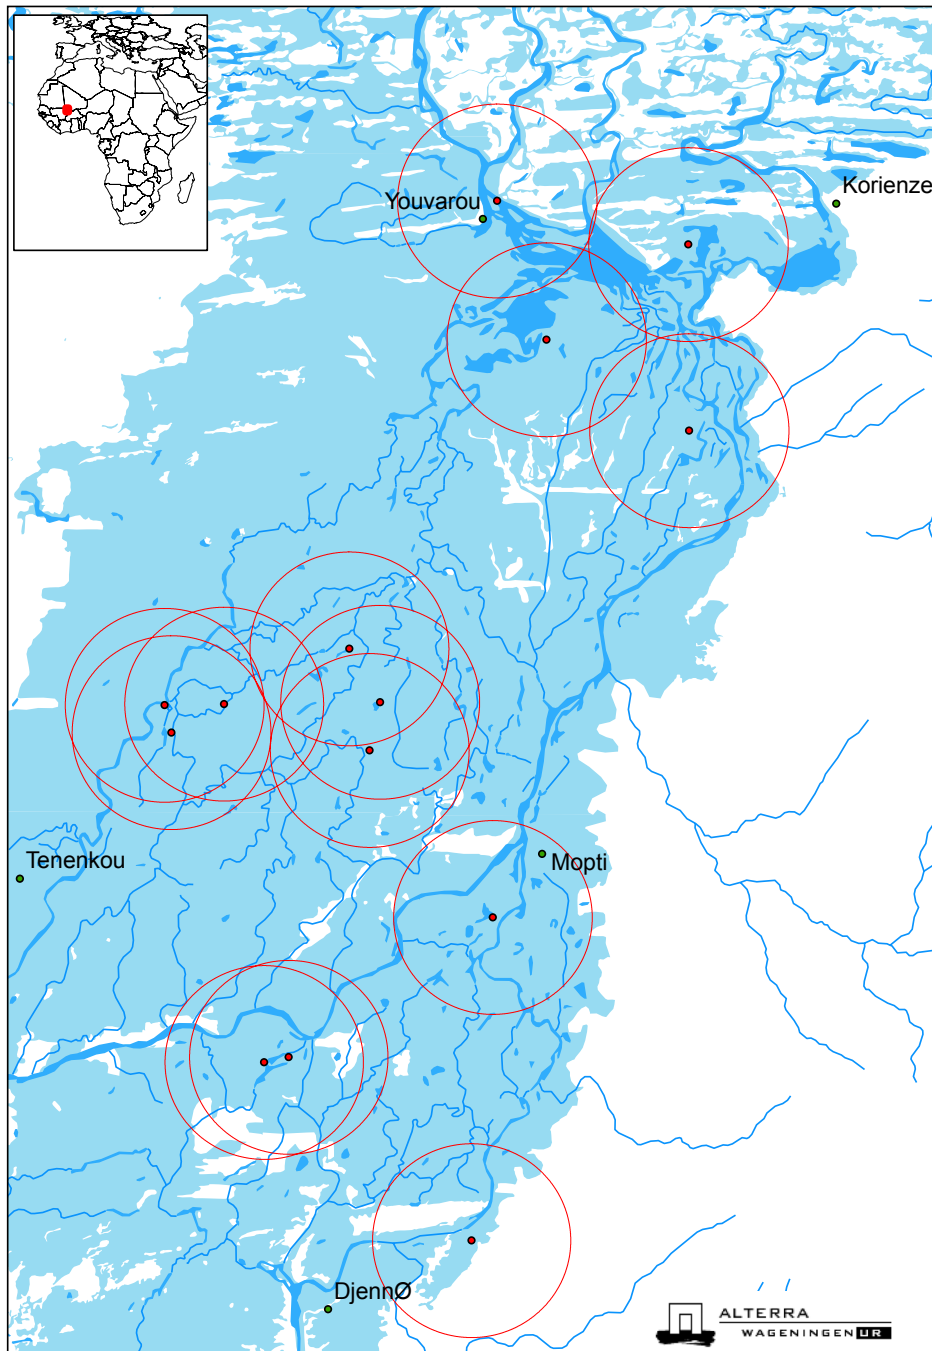 Korienze
Youvarou
Tenenkou
Mopti
DjennØ
ALTERRA
WAGENINGEN UR